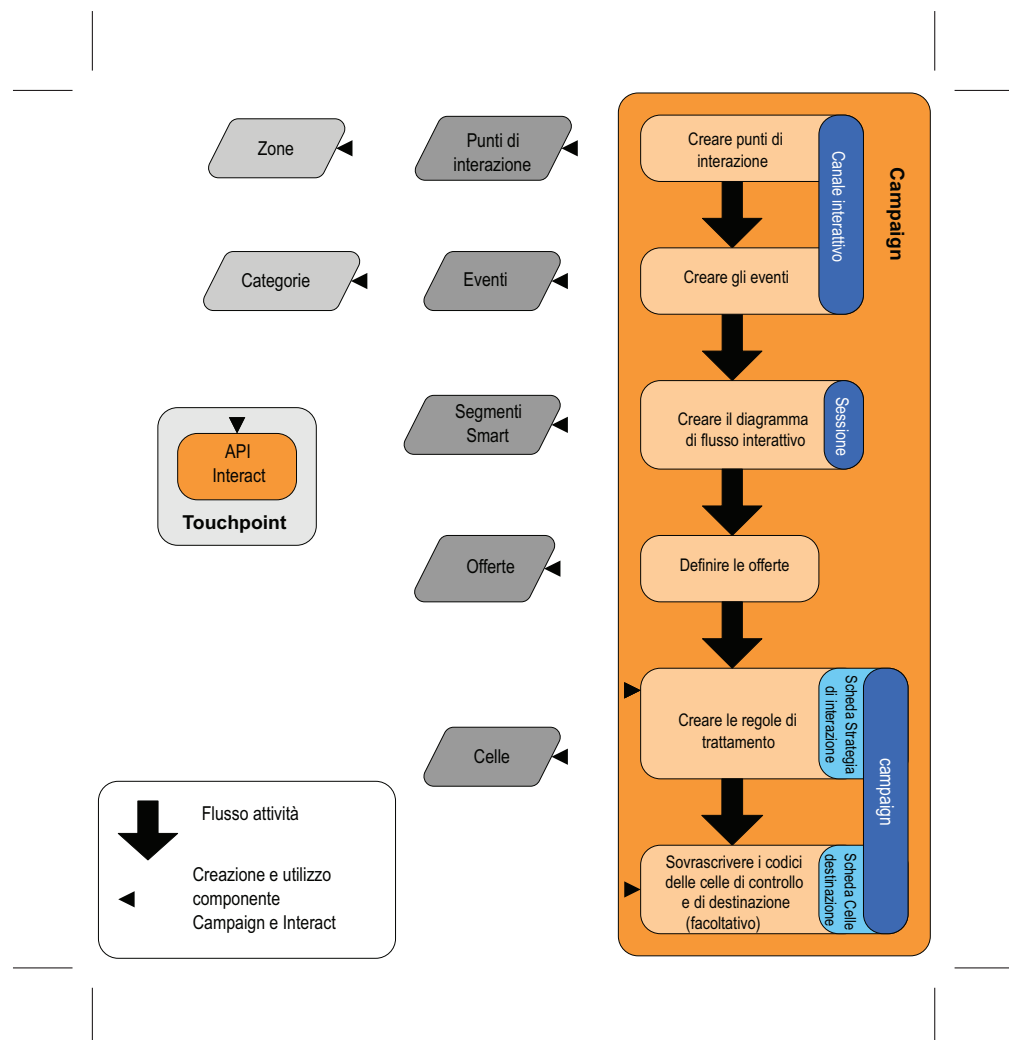 Zone
Punti di
interazione
Creare punti di
interazione
Canale interattivo
Campaign
Categorie
Eventi
Creare gli eventi
Segmenti
Smart
Creare il diagramma
di flusso interattivo
Sessione
API
Interact
Touchpoint
Offerte
Definire le offerte
Celle
Creare le regole di
trattamento
Scheda Strategia
di interazione
campaign
Sovrascrivere i codici
delle celle di controllo
e di destinazione
(facoltativo)
Scheda Celle
destinazione
Flusso attività
Creazione e utilizzo
componente
Campaign e Interact